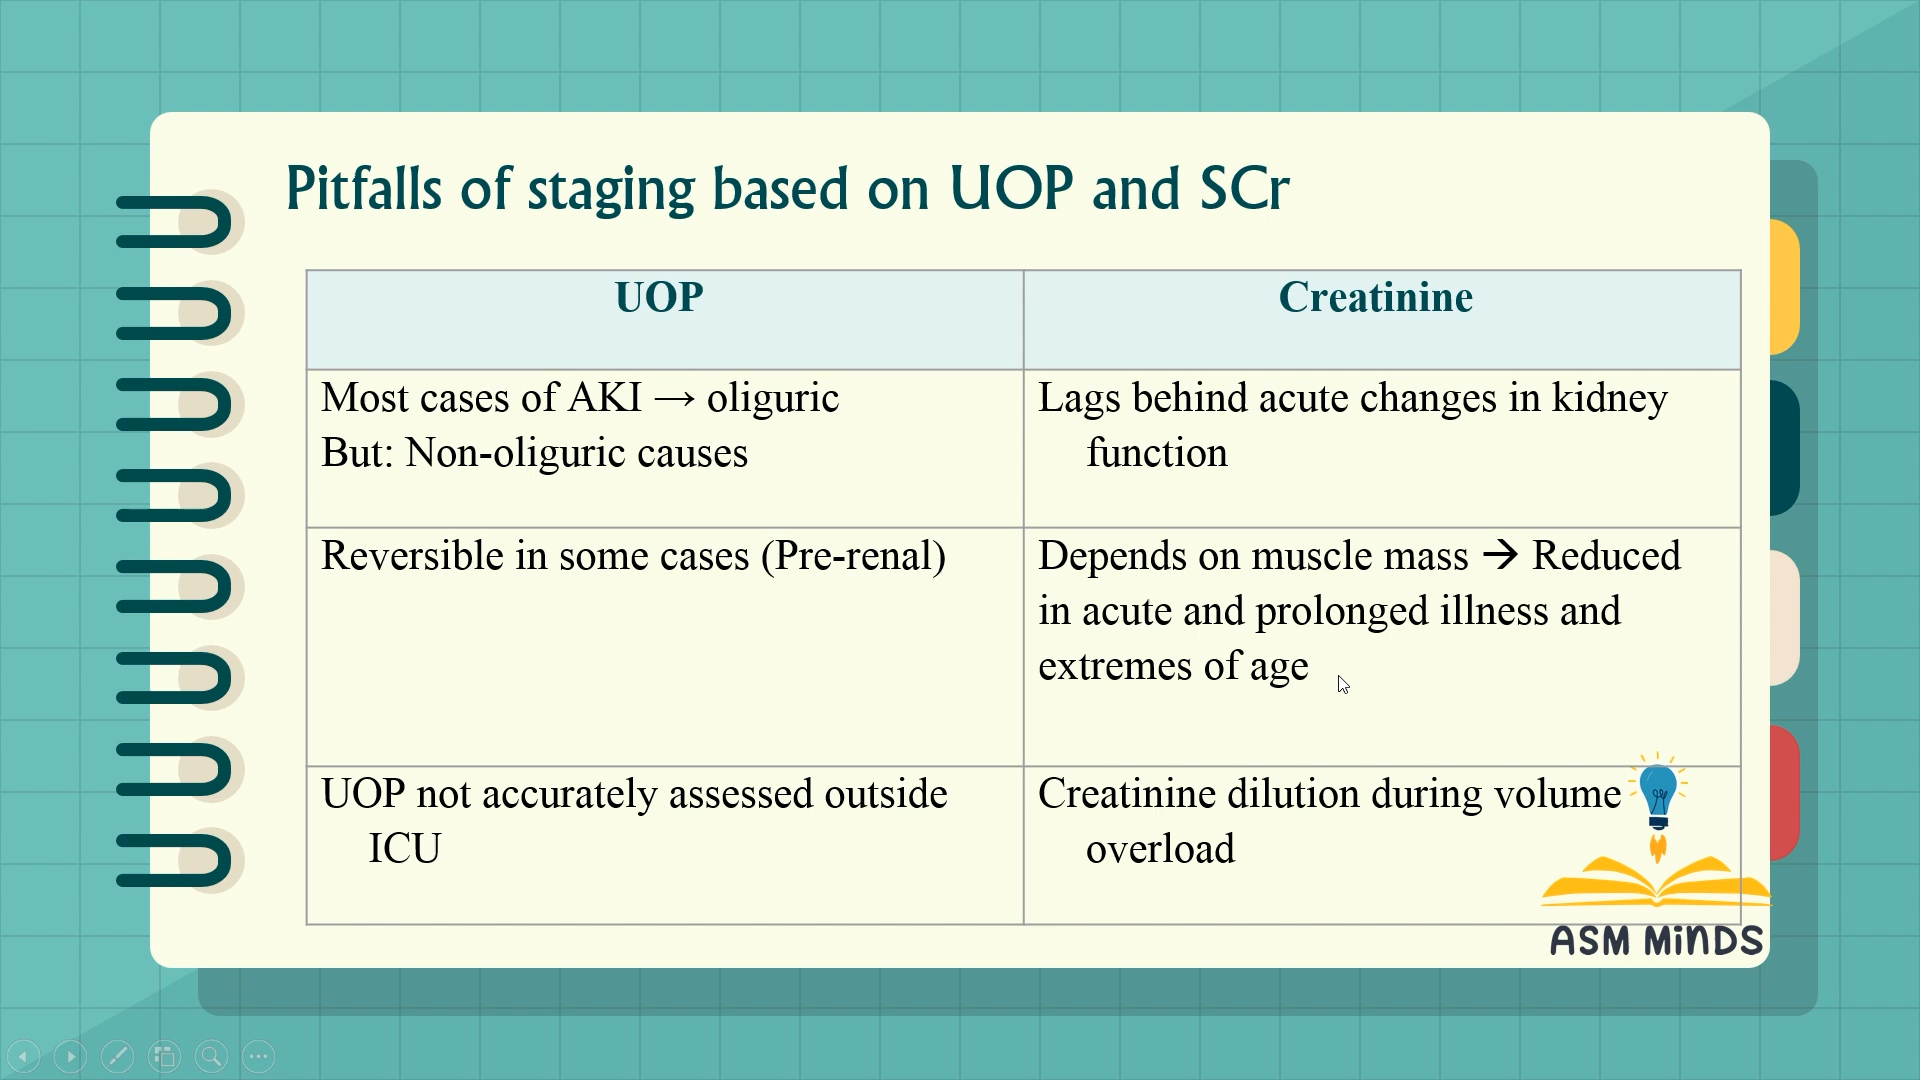 Pitfalls of staging based on UOP and SCr
UOP
Creatinine
Most cases of AKI → oliguric
But: Non-oliguric causes
Lags behind acute changes in kidney
function
Reversible in some cases (Pre-renal)
Depends on muscle mass → Reduced
in acute and prolonged illness and
extremes of age
UOP not accurately assessed outside
ICU
Creatinine dilution during volume
overload
ASM MiNDS